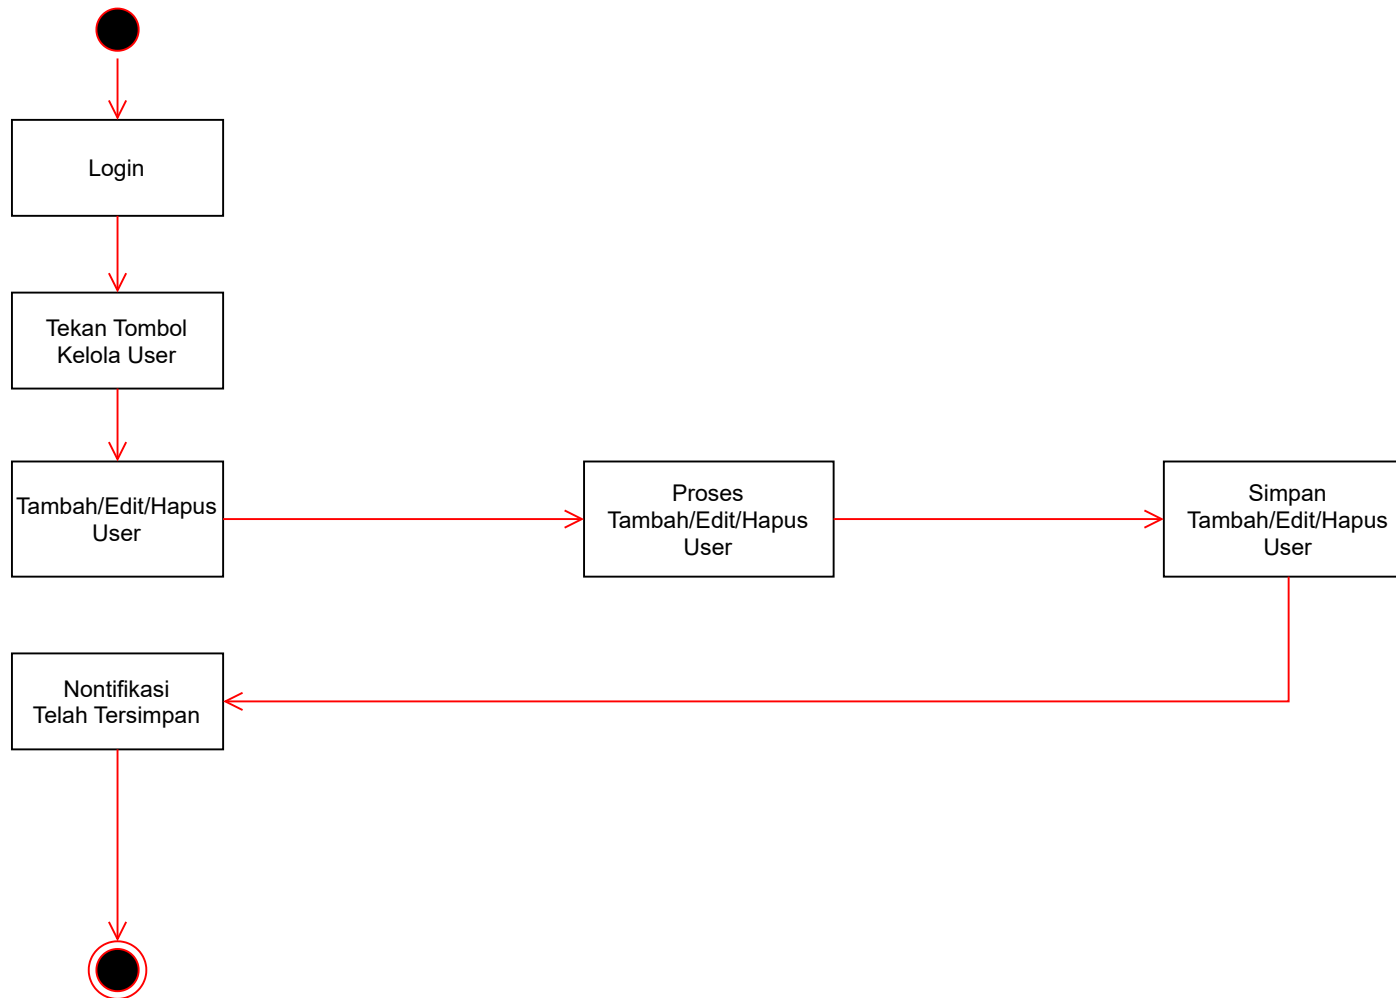 Login
Tekan Tombol
Kelola User
Tambah/Edit/Hapus
User
Proses
Tambah/Edit/Hapus
User
Simpan
Tambah/Edit/Hapus
User
Nontifikasi
Telah Tersimpan